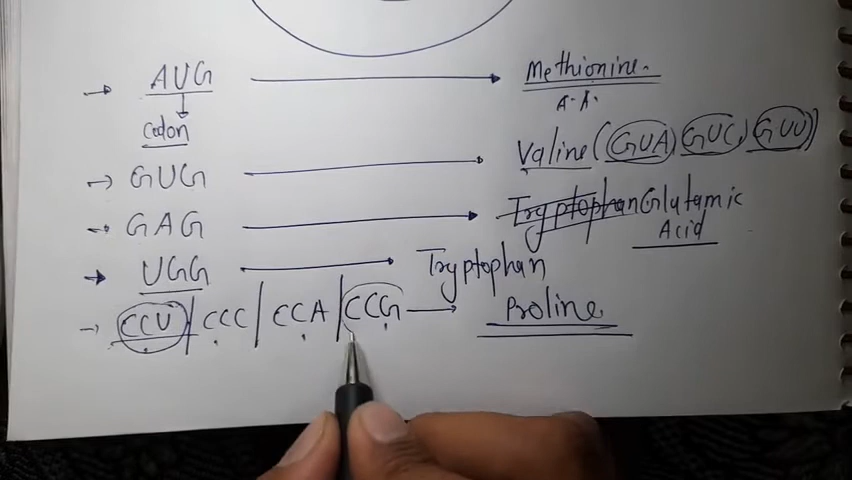 → AUG → Methionine.
A.A.
codon
→ GUG → Valine (GUA, GUC, GUU)
→ GAG → Tryptophan Glutamic
Acid
→ UGG → Tryptophan
→ CCU | CCC | CCA | CCG → Proline